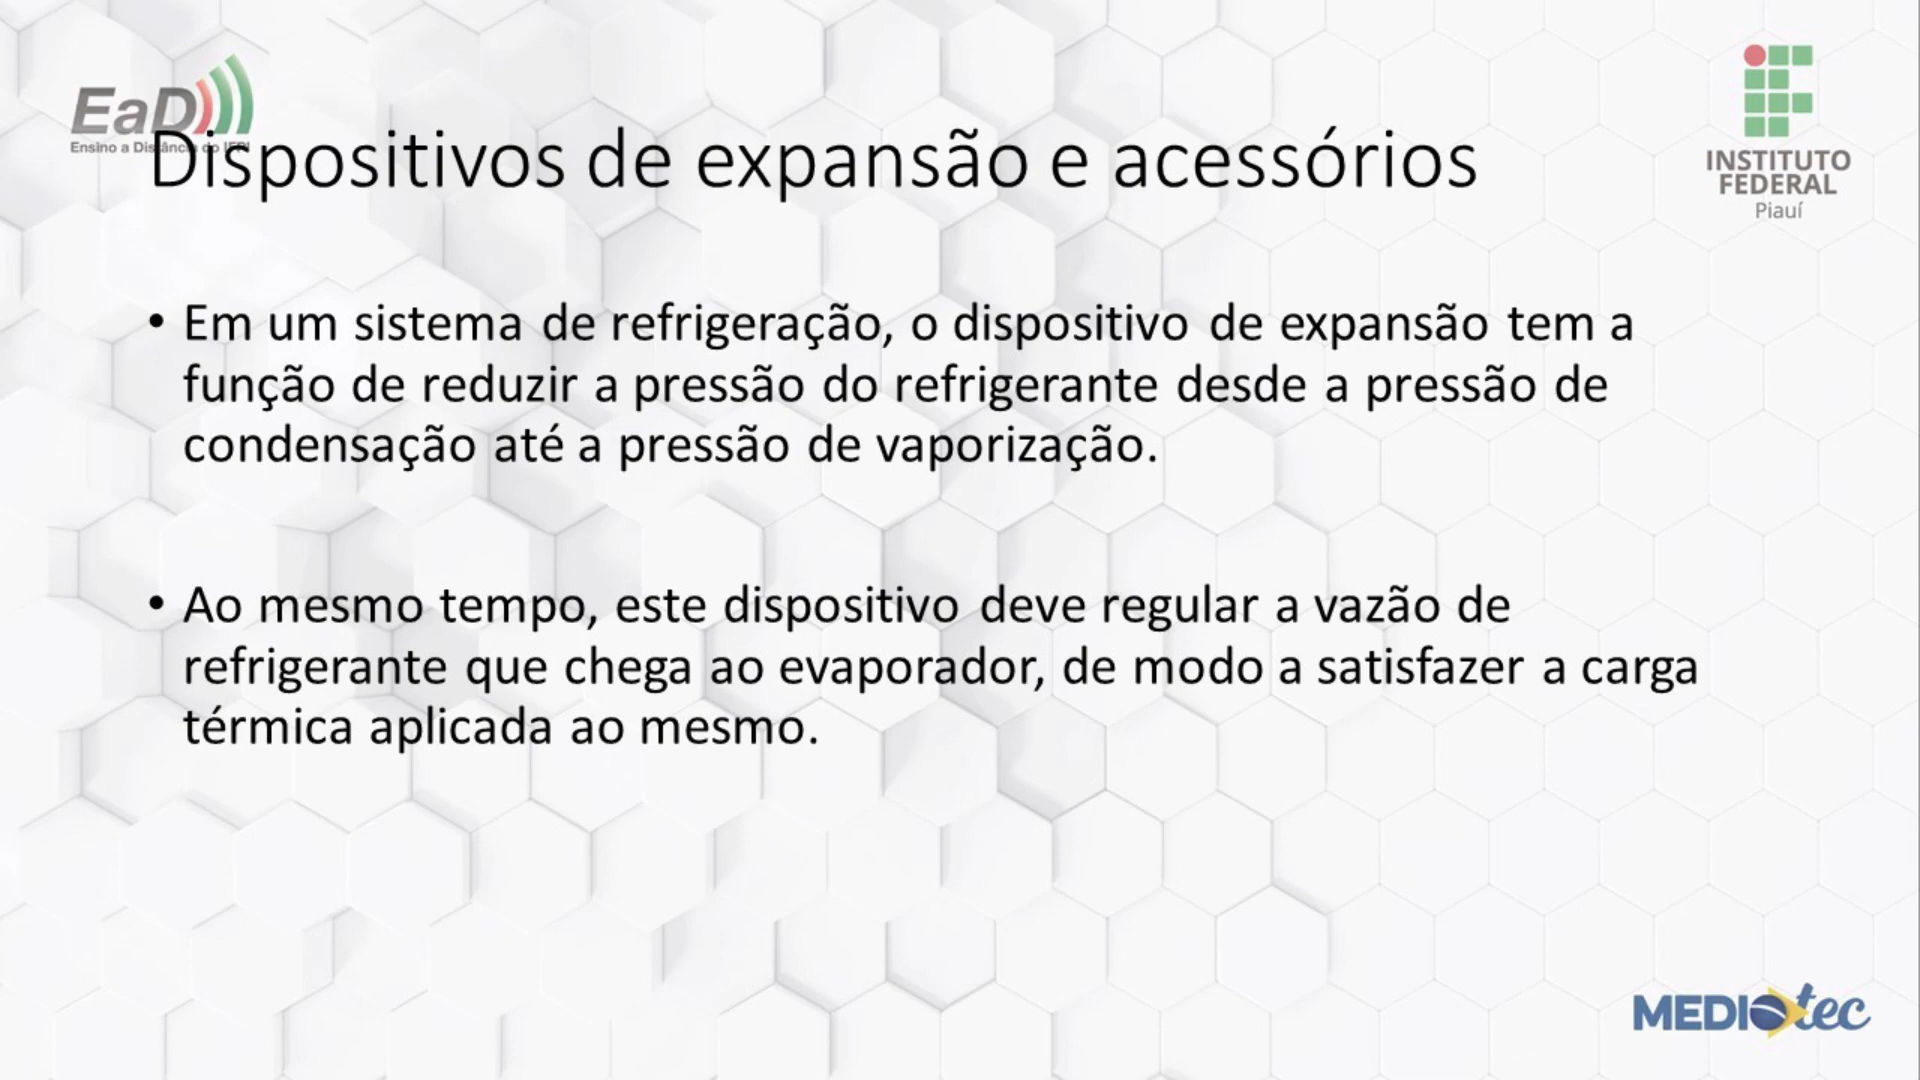 EaD
Ensino a Distância do IFPI
Dispositivos de expansão e acessórios
INSTITUTO
FEDERAL
Piauí
• Em um sistema de refrigeração, o dispositivo de expansão tem a
função de reduzir a pressão do refrigerante desde a pressão de
condensação até a pressão de vaporização.
• Ao mesmo tempo, este dispositivo deve regular a vazão de
refrigerante que chega ao evaporador, de modo a satisfazer a carga
térmica aplicada ao mesmo.
MEDIOtec